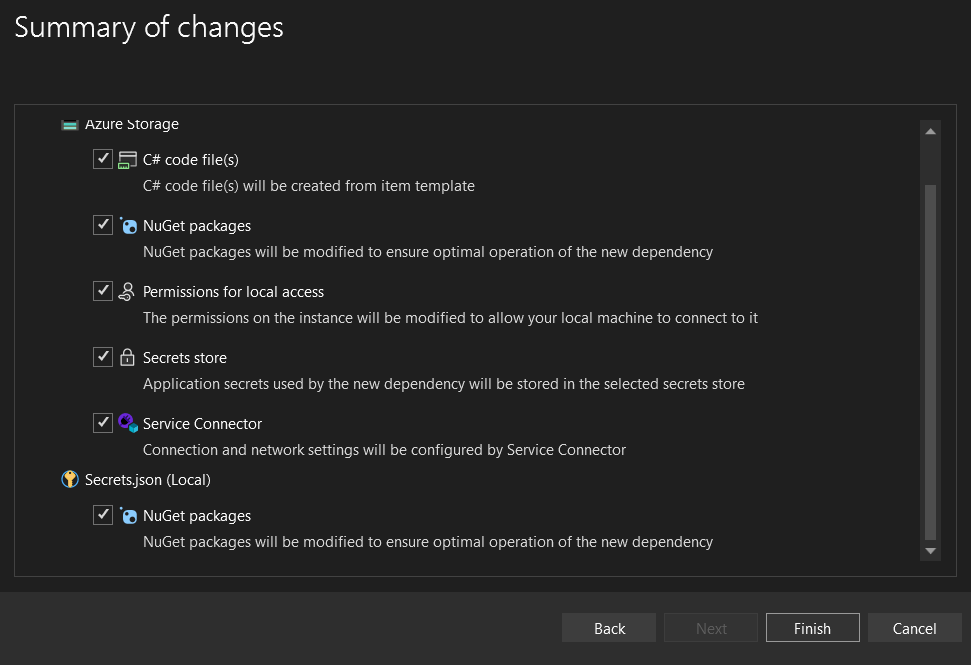 Summary of changes
Azure Storage
C# code file(s)
C# code file(s) will be created from item template
NuGet packages
NuGet packages will be modified to ensure optimal operation of the new dependency
Permissions for local access
The permissions on the instance will be modified to allow your local machine to connect to it
Secrets store
Application secrets used by the new dependency will be stored in the selected secrets store
Service Connector
Connection and network settings will be configured by Service Connector
Secrets.json (Local)
NuGet packages
NuGet packages will be modified to ensure optimal operation of the new dependency
Back Next Finish Cancel